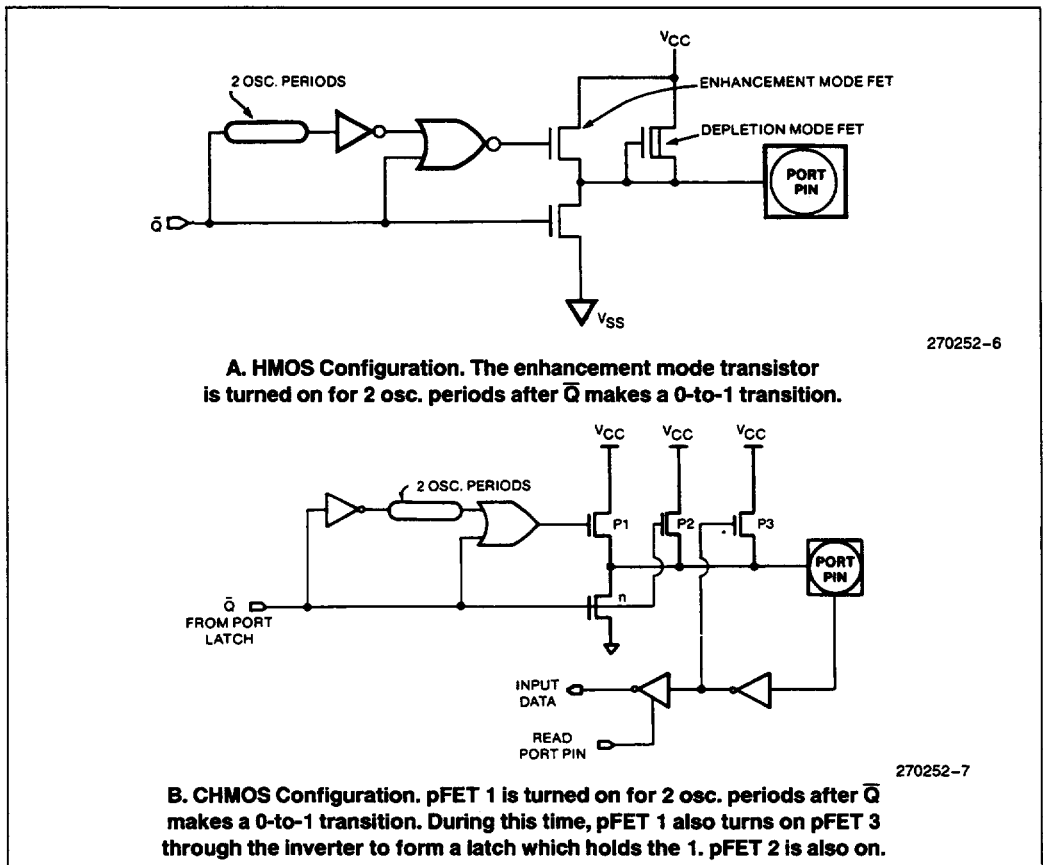 VCC
2 OSC. PERIODS
ENHANCEMENT MODE FET
DEPLETION MODE FET
PORT
PIN
Q̅
VSS
270252-6
A. HMOS Configuration. The enhancement mode transistor
is turned on for 2 osc. periods after Q̅ makes a 0-to-1 transition.
VCC VCC VCC
2 OSC. PERIODS
P1 P2 P3
PORT
PIN
n
Q̅
FROM PORT
LATCH
INPUT
DATA
READ
PORT PIN
270252-7
B. CHMOS Configuration. pFET 1 is turned on for 2 osc. periods after Q̅
makes a 0-to-1 transition. During this time, pFET 1 also turns on pFET 3
through the inverter to form a latch which holds the 1. pFET 2 is also on.